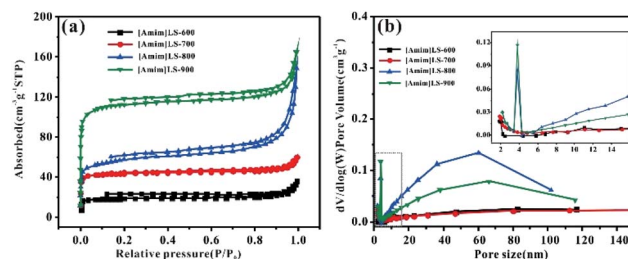 (a)
[Amim]LS-600
[Amim]LS-700
[Amim]LS-800
[Amim]LS-900
Absorbed(cm³g⁻¹STP)
200
160
120
80
40
0
0.0 0.2 0.4 0.6 0.8 1.0
Relative pressure(P/P₀)
(b)
[Amim]LS-600
[Amim]LS-700
[Amim]LS-800
[Amim]LS-900
dV/dlog(W)Pore Volume(cm³g⁻¹)
0.4
0.3
0.2
0.1
0.0
0 20 40 60 80 100 120 140
Pore size(nm)
0.12
0.09
0.06
0.03
0.00
2 4 6 8 10 12 14 16